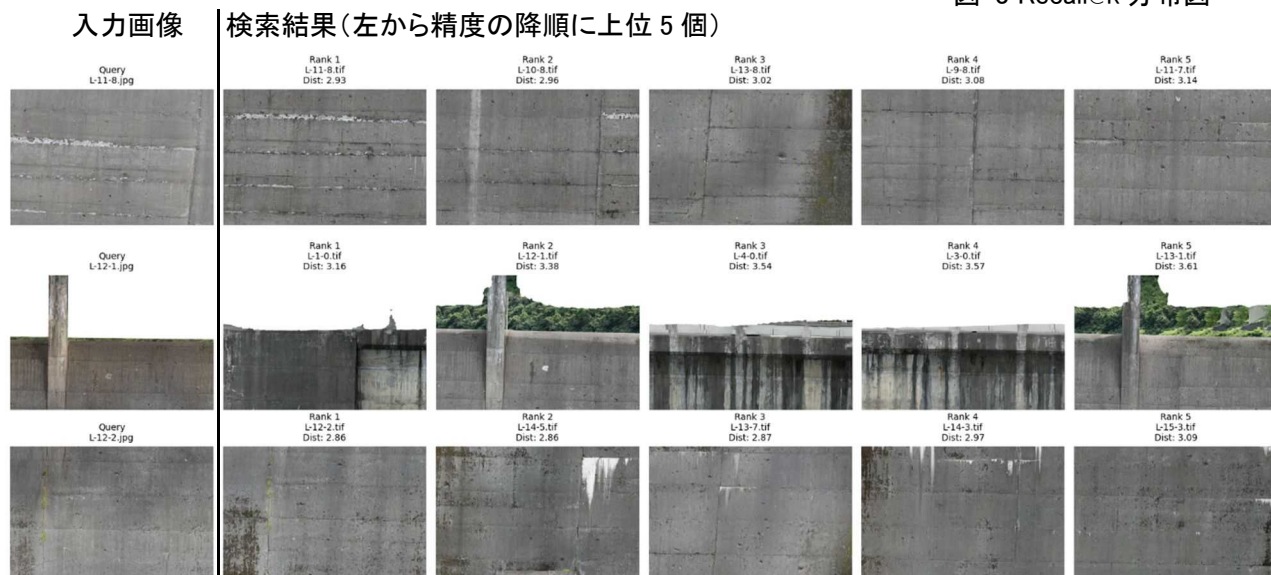 入力画像
検索結果(左から精度の降順に上位 5 個)
Query
L-11-8.jpg
Rank 1
L-11-8.tif
Dist: 2.93
Rank 2
L-10-8.tif
Dist: 2.96
Rank 3
L-13-8.tif
Dist: 3.02
Rank 4
L-9-8.tif
Dist: 3.08
Rank 5
L-11-7.tif
Dist: 3.14
Query
L-12-1.jpg
Rank 1
L-1-0.tif
Dist: 3.16
Rank 2
L-12-1.tif
Dist: 3.38
Rank 3
L-4-0.tif
Dist: 3.54
Rank 4
L-3-0.tif
Dist: 3.57
Rank 5
L-13-1.tif
Dist: 3.61
Query
L-12-2.jpg
Rank 1
L-12-2.tif
Dist: 2.86
Rank 2
L-14-5.tif
Dist: 2.86
Rank 3
L-13-7.tif
Dist: 2.87
Rank 4
L-14-3.tif
Dist: 2.97
Rank 5
L-15-3.tif
Dist: 3.09